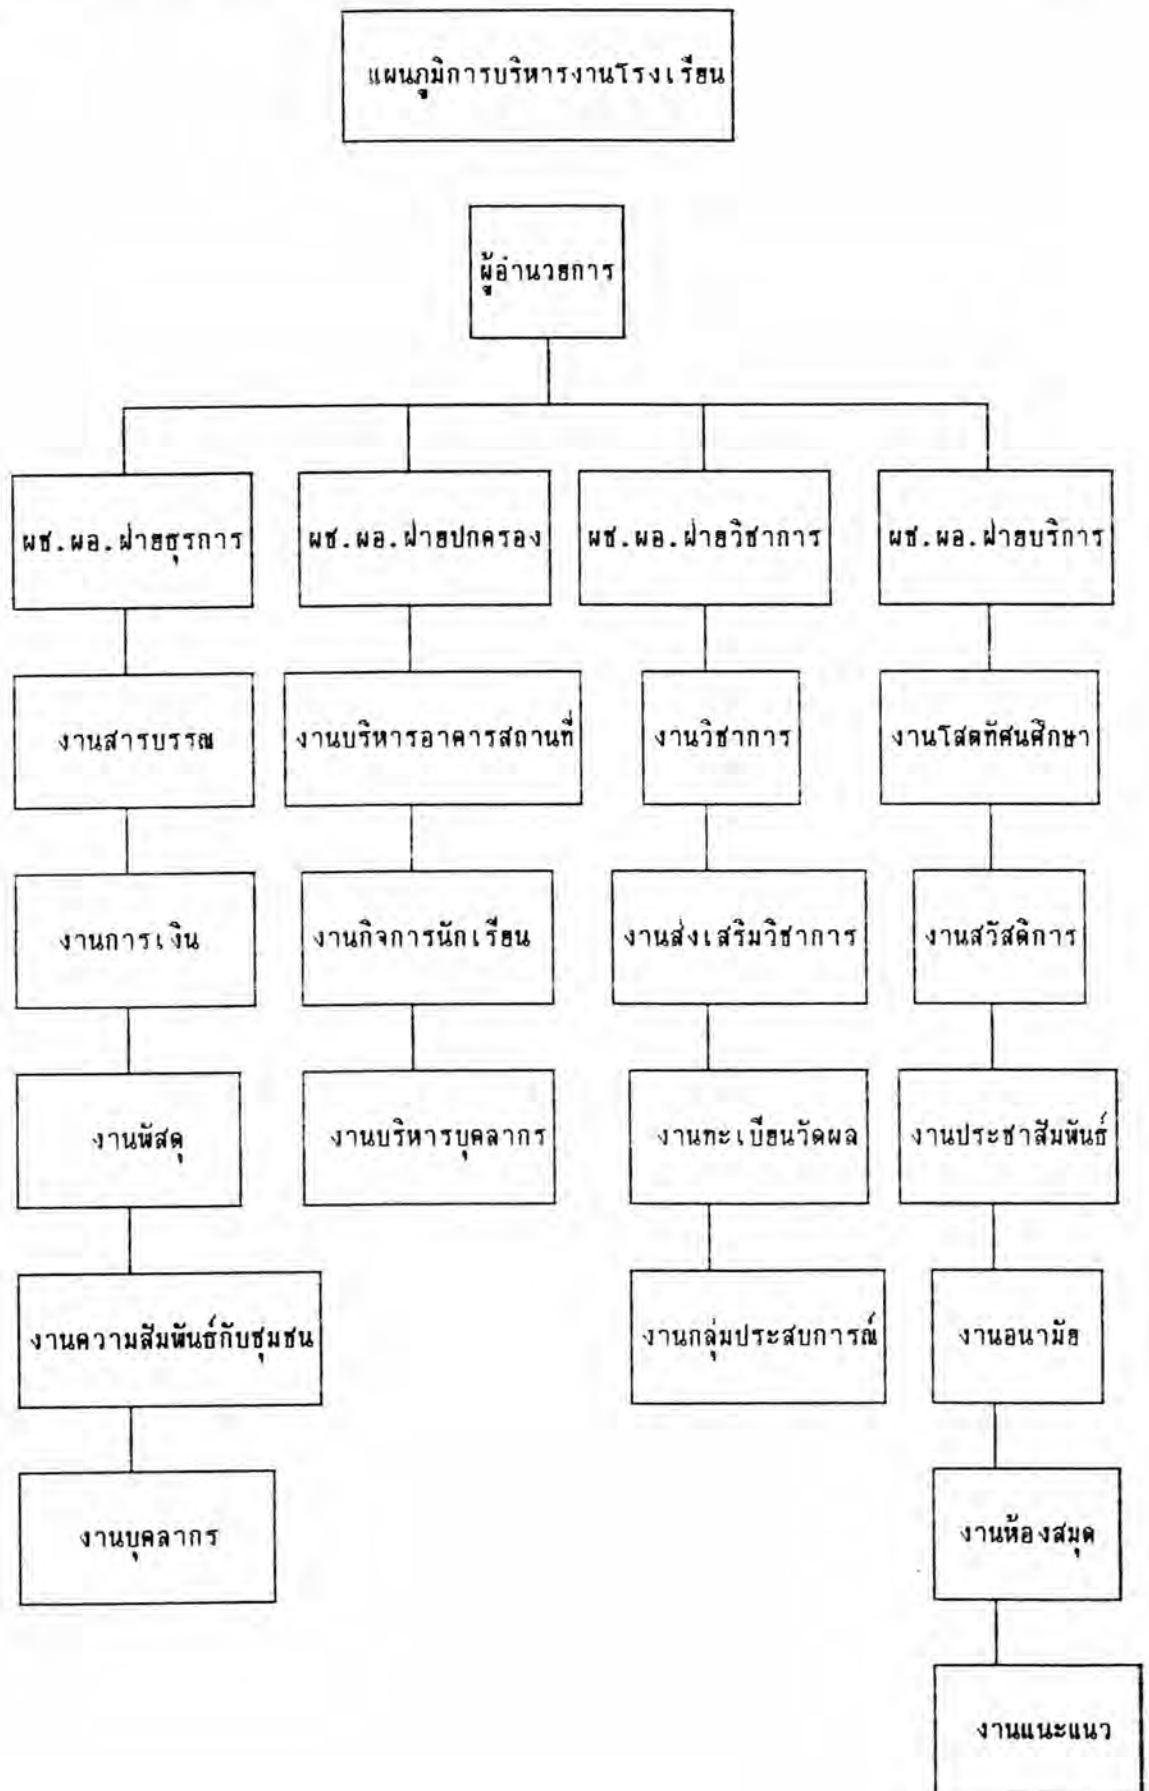 แผนภูมิการบริหารงานโรงเรียน
ผู้อำนวยการ
ผช.ผอ.ฝ่ายธุรการ
ผช.ผอ.ฝ่ายปกครอง
ผช.ผอ.ฝ่ายวิชาการ
ผช.ผอ.ฝ่ายบริการ
งานสารบรรณ
งานบริหารอาคารสถานที่
งานวิชาการ
งานโสตทัศนศึกษา
งานการเงิน
งานกิจการนักเรียน
งานส่งเสริมวิชาการ
งานสวัสดิการ
งานพัสดุ
งานบริหารบุคลากร
งานทะเบียนวัดผล
งานประชาสัมพันธ์
งานความสัมพันธ์กับชุมชน
งานกลุ่มประสบการณ์
งานอนามัย
งานบุคลากร
งานห้องสมุด
งานแนะแนว